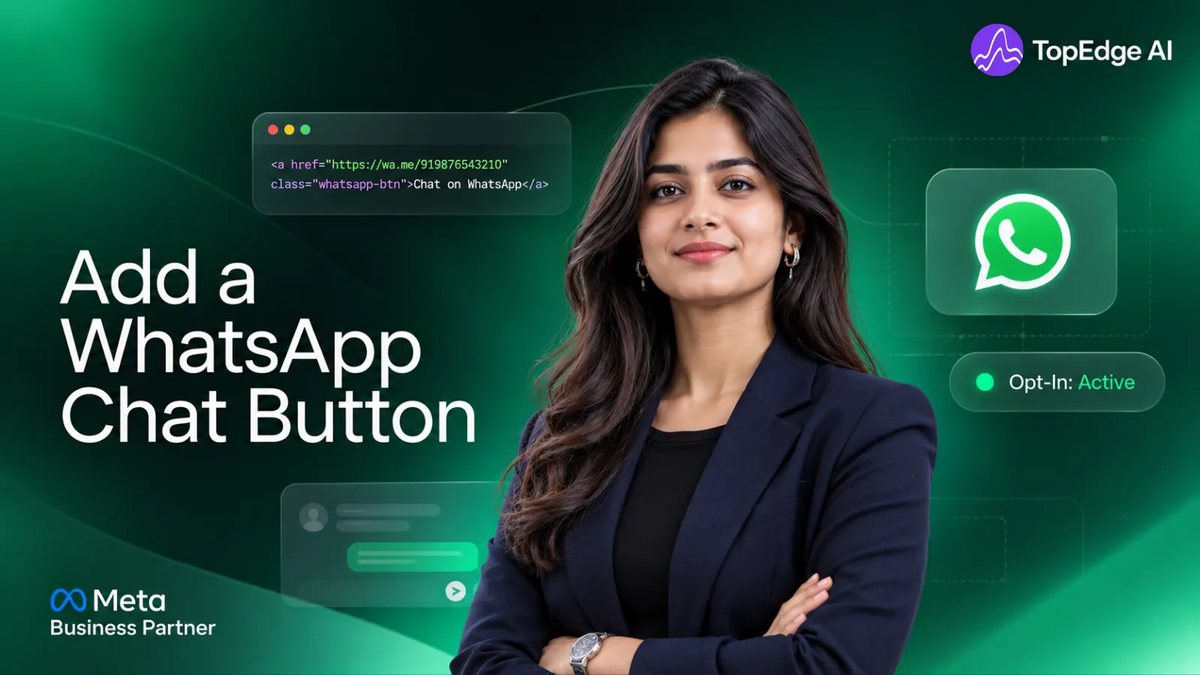 TopEdge AI
<a href="https://wa.me/919876543210"
class="whatsapp-btn">Chat on WhatsApp</a>
Add a
WhatsApp
Chat Button
Opt-In: Active
Meta
Business Partner